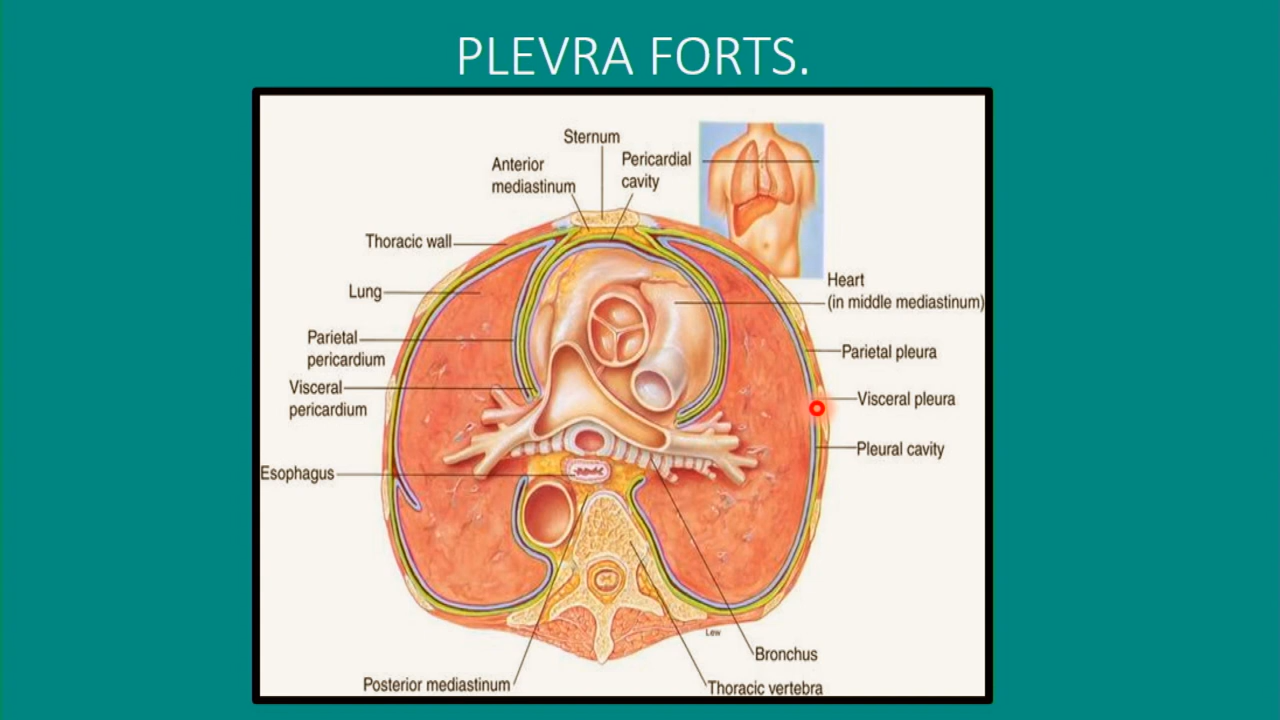 PLEVRA FORTS.
Sternum
Anterior
mediastinum
Pericardial
cavity
Thoracic wall
Lung
Parietal
pericardium
Visceral
pericardium
Esophagus
Heart
(in middle mediastinum)
Parietal pleura
Visceral pleura
Pleural cavity
Lew
Bronchus
Posterior mediastinum
Thoracic vertebra